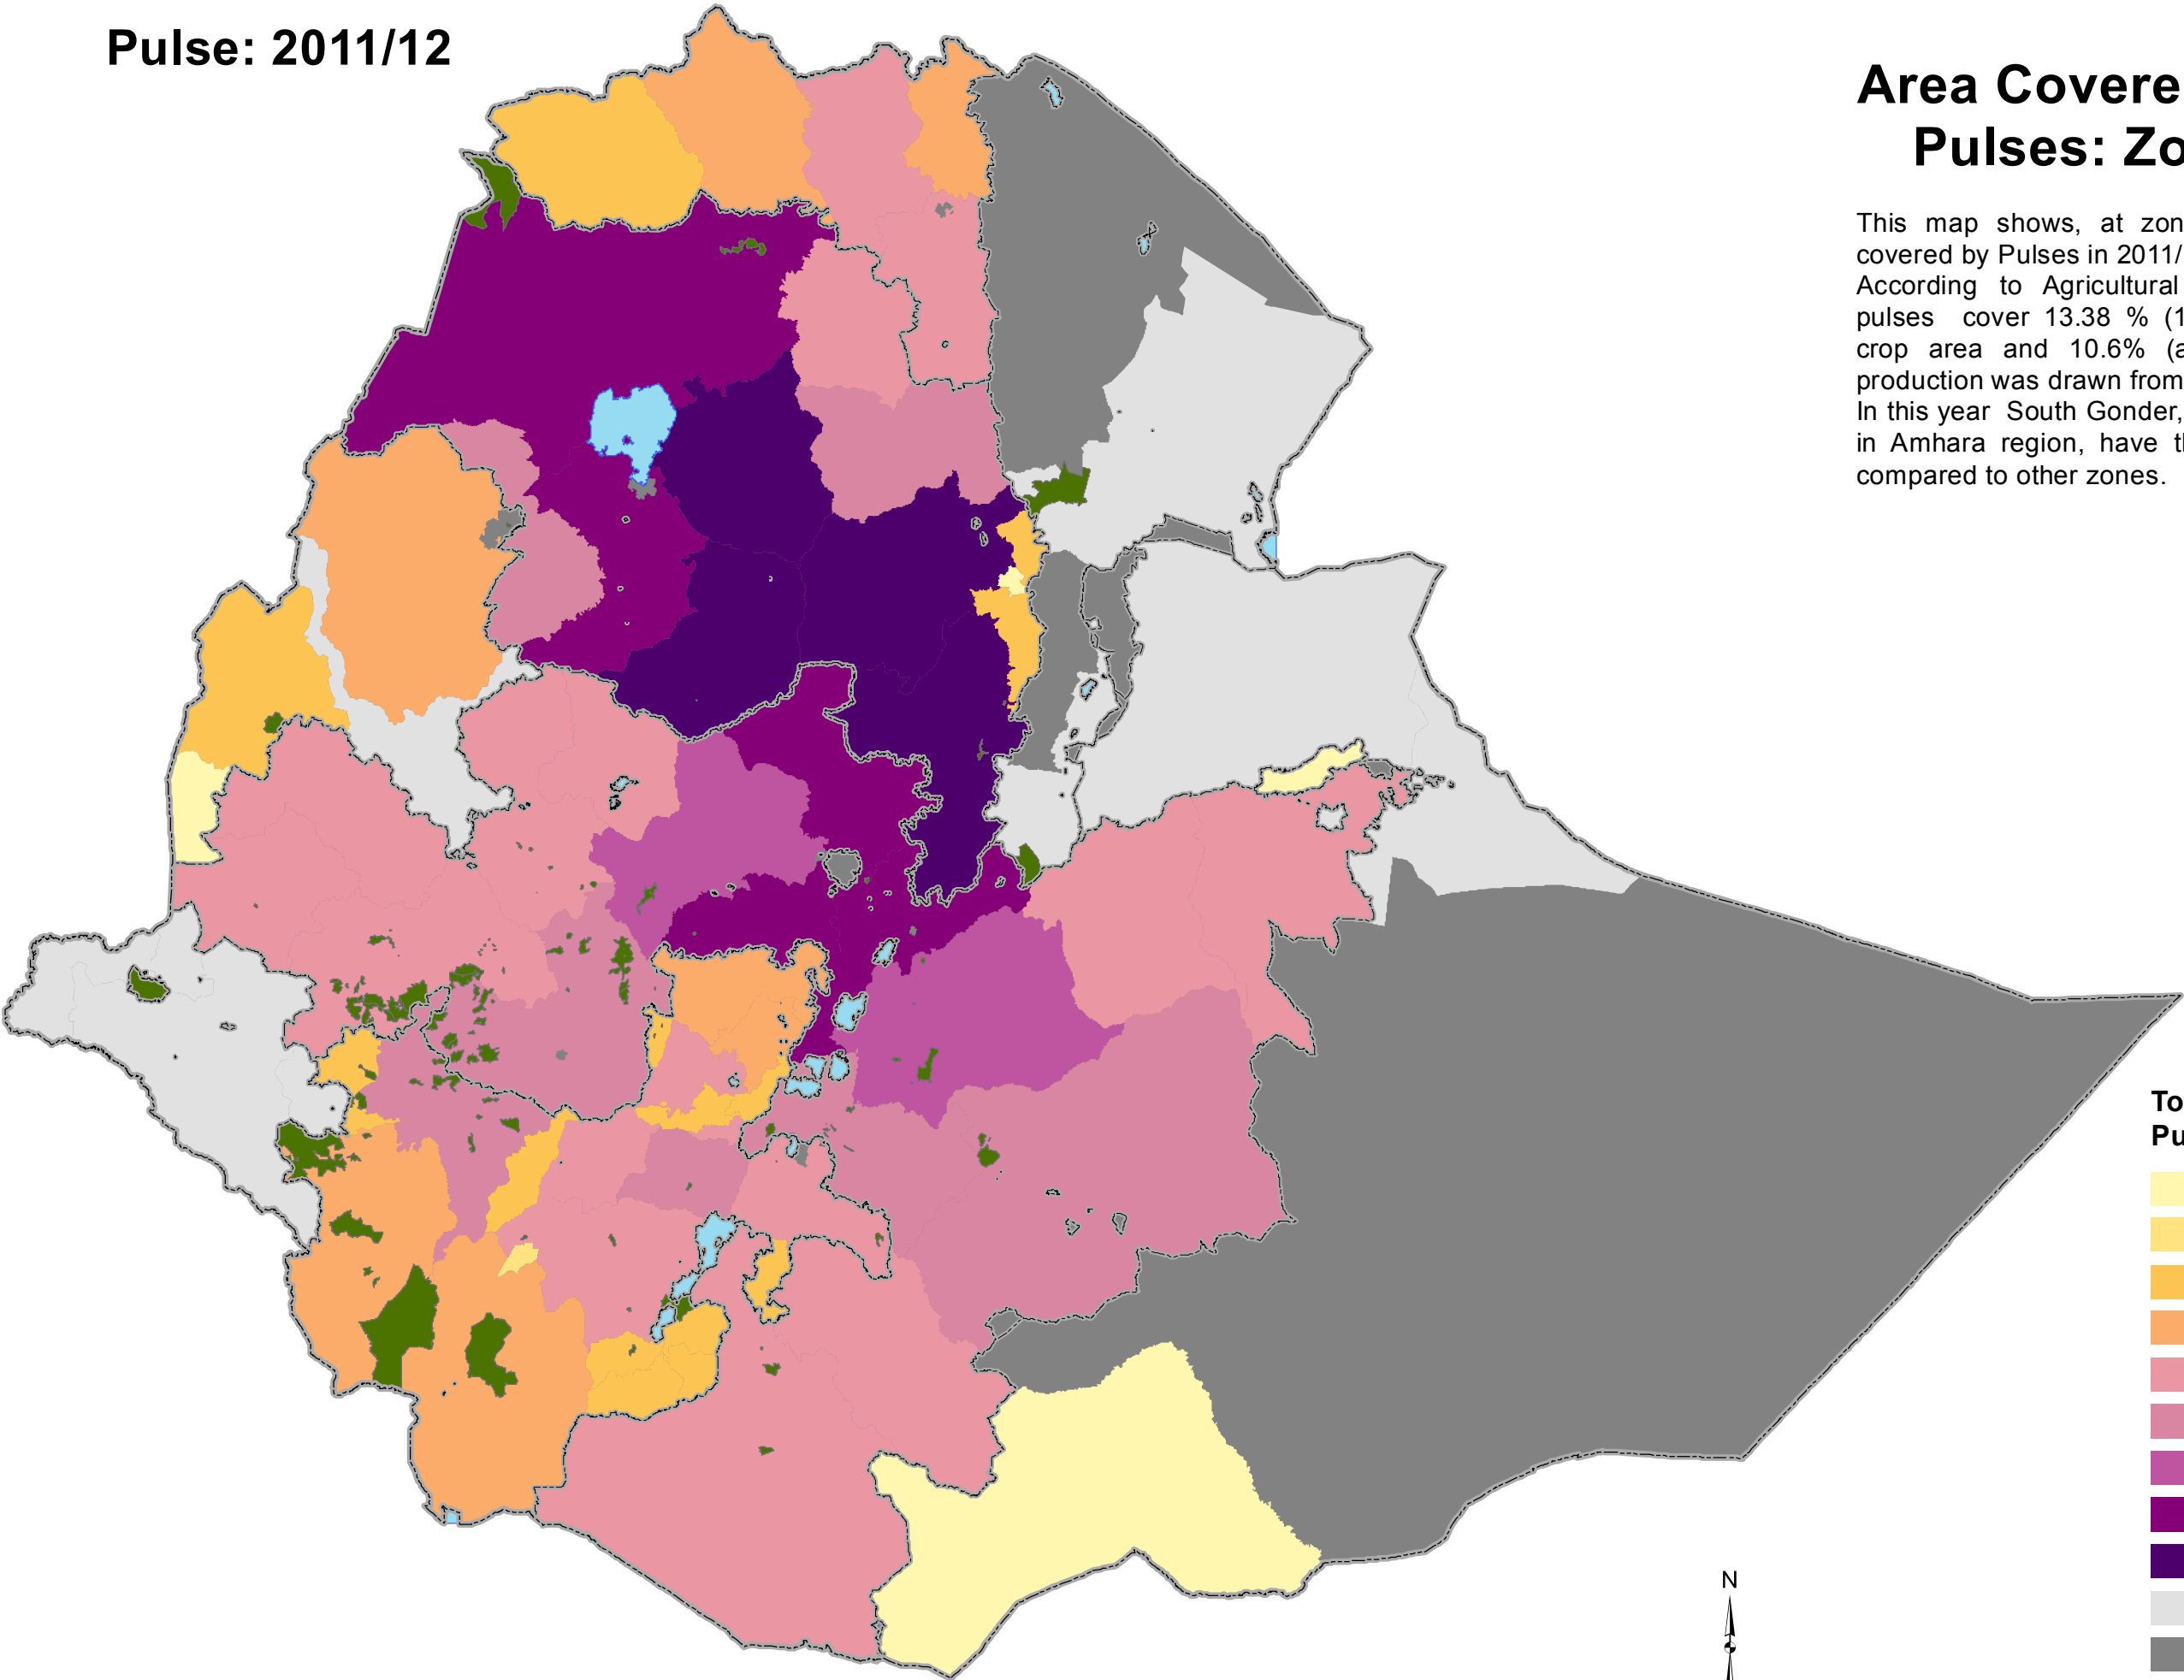 Pulse: 2011/12
Area Covere
Pulses: Zo
This map shows, at zon
covered by Pulses in 2011/
According to Agricultural
pulses cover 13.38 % (1
crop area and 10.6% (a
production was drawn from
In this year South Gonder,
in Amhara region, have th
compared to other zones.
To
Pu
N